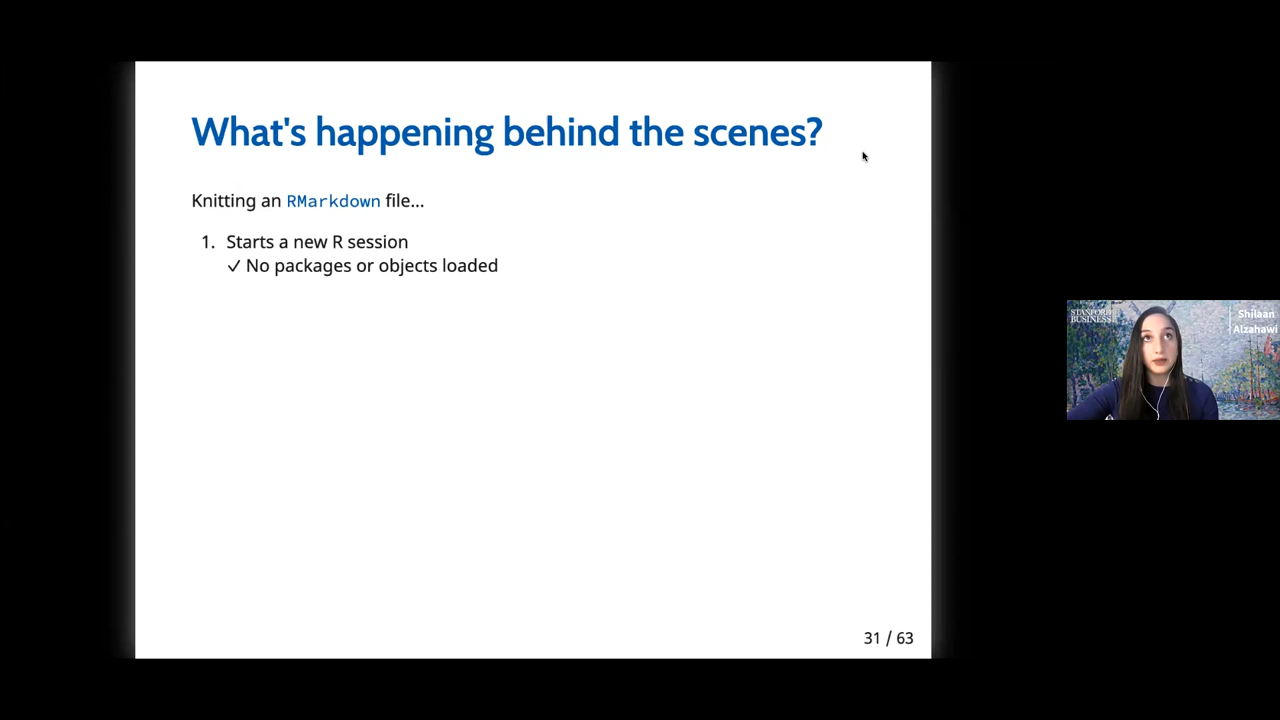 What's happening behind the scenes?
Knitting an RMarkdown file...
1. Starts a new R session
✓ No packages or objects loaded
31 / 63
STANFORD
BUSINESS
Shilaan
Alzahawi